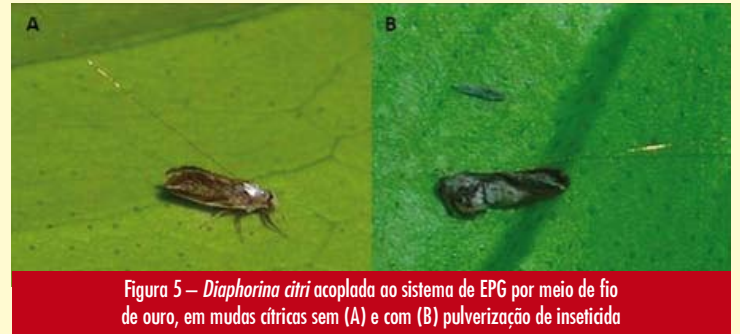 A
B
Figura 5 – Diaphorina citri acoplada ao sistema de EPG por meio de fio
de ouro, em mudas cítricas sem (A) e com (B) pulverização de inseticida